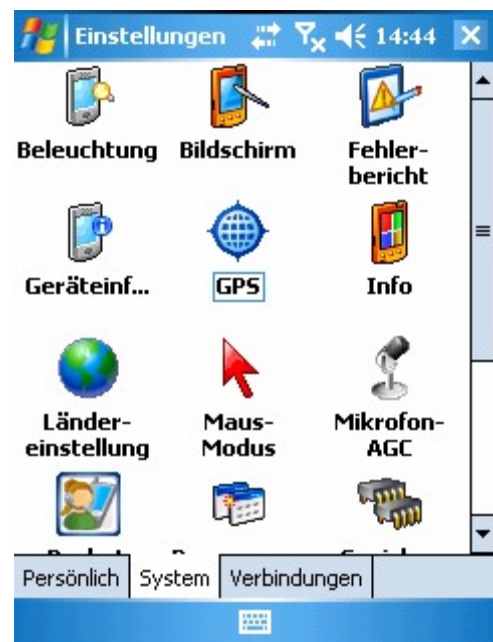 Einstellungen 14:44
Beleuchtung Bildschirm Fehler-
bericht
Geräteinf... GPS Info
Länder- Maus- Mikrofon-
einstellung Modus AGC
Persönlich System Verbindungen